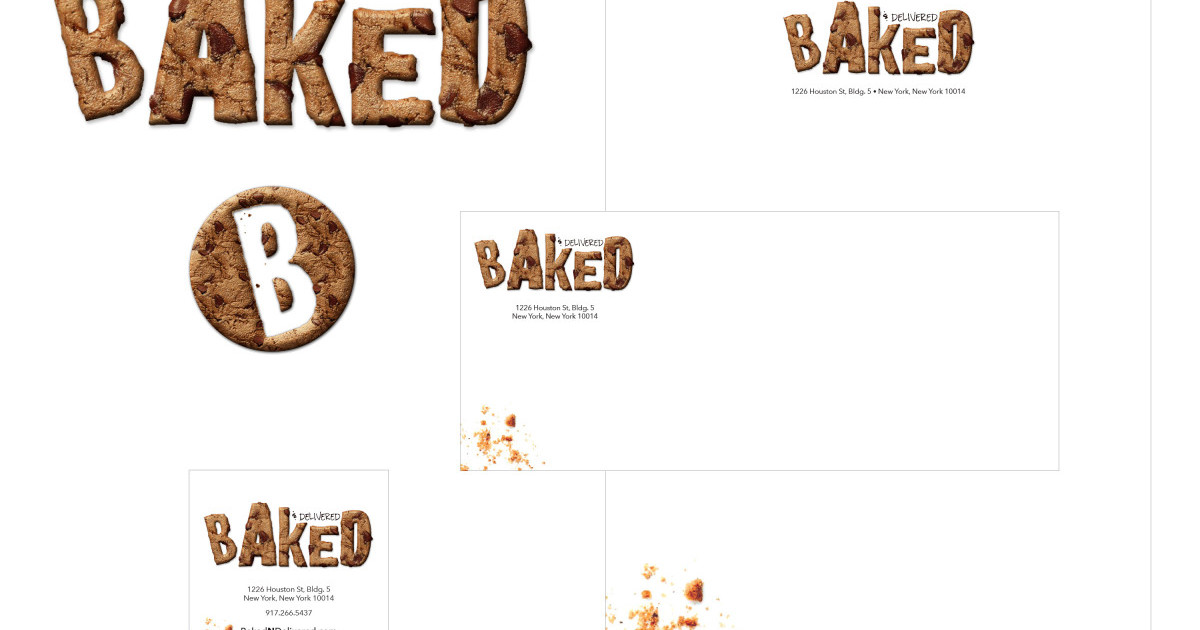 BAKED
& DELIVERED
BAKED
1226 Houston St, Bldg. 5 • New York, New York 10014
B
& DELIVERED
BAKED
1226 Houston St, Bldg. 5
New York, New York 10014
& DELIVERED
BAKED
1226 Houston St, Bldg. 5
New York, New York 10014
917.266.5437
BakedNDelivered.com